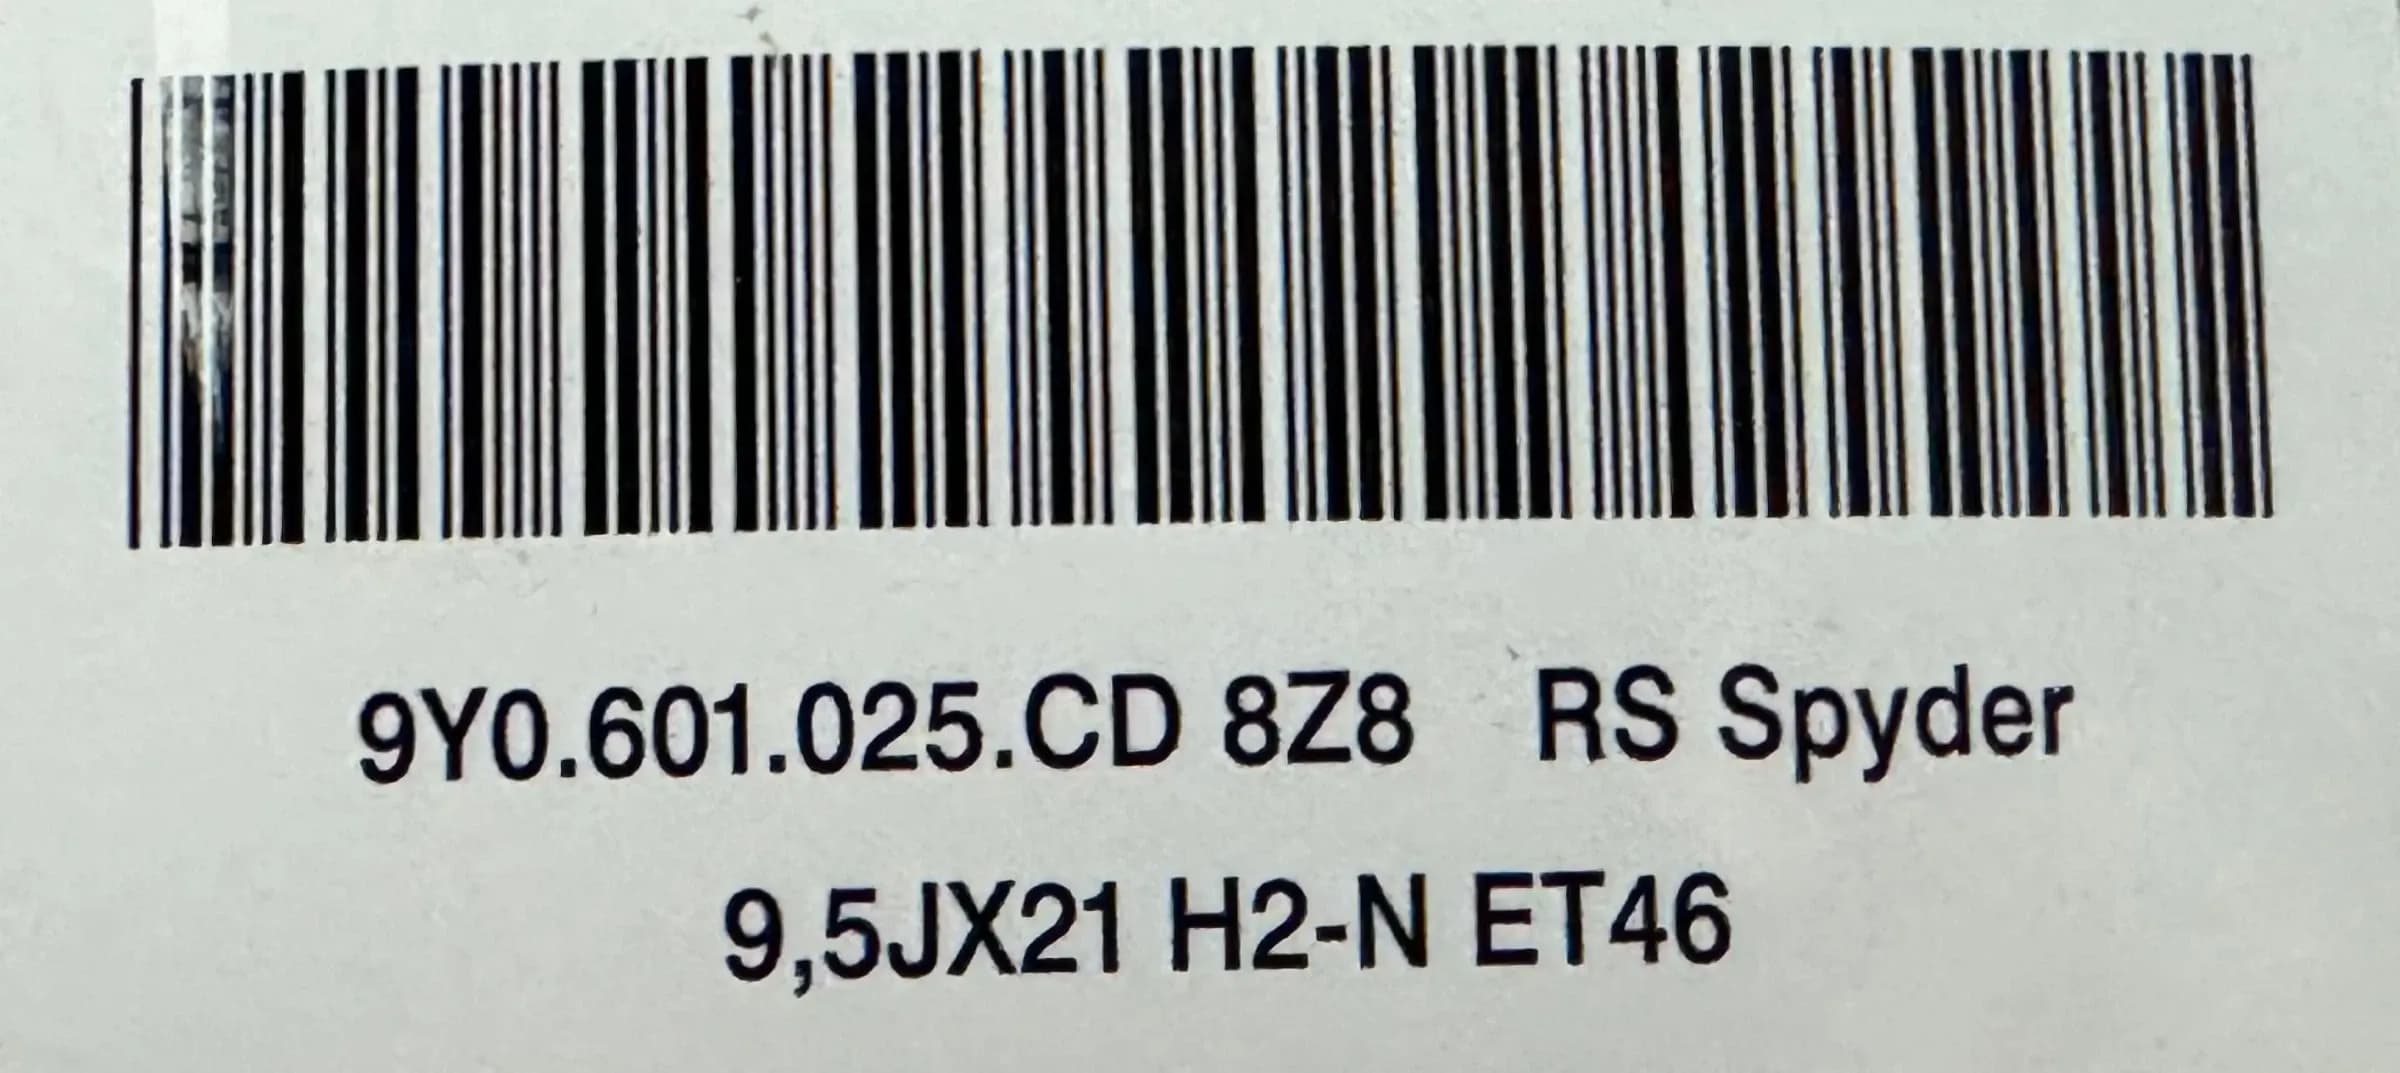 9Y0.601.025.CD 8Z8 RS Spyder
9,5JX21 H2-N ET46